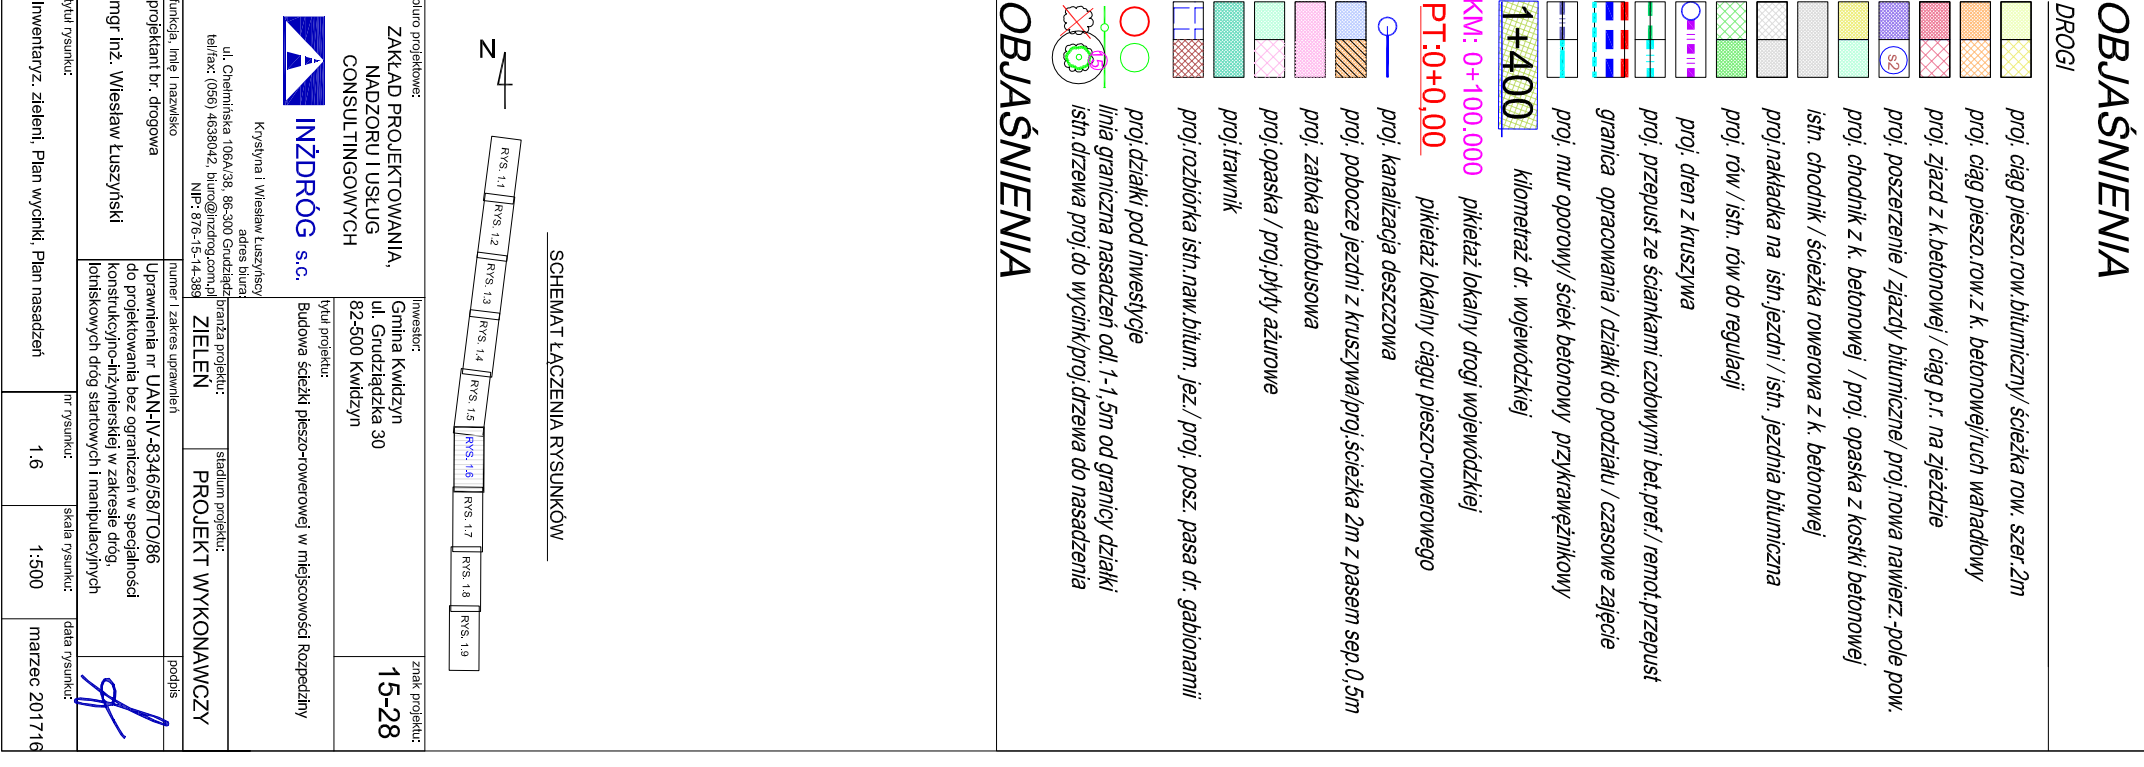 OBJAŚNIENIA
DROGI
proj. ciąg pieszo.row.bitumiczny/ ścieżka row. szer.2m
proj. ciąg pieszo.row.z k. betonowej/ruch wahadłowy
proj. zjazd z k.betonowej / ciąg p.r. na zjeździe
s2
proj. poszerzenie / zjazdy bitumiczne/ proj.nowa nawierz.-pole pow.
proj. chodnik z k. betonowej / proj. opaska z kostki betonowej
istn. chodnik / ścieżka rowerowa z k. betonowej
proj.nakładka na istn.jezdni / istn. jezdnia bitumiczna
proj. rów / istn. rów do regulacji
proj. dren z kruszywa
proj. przepust ze ściankami czołowymi bet.pref./ remot.przepust
granica opracowania / działki do podziału / czasowe zajęcie
proj. mur oporowy/ ściek betonowy przykrawężnikowy
1+400 kilometraż dr. wojewódzkiej
KM: 0+100.000 pikietaż lokalny drogi wojewódzkiej
PT:0+0,00 pikietaż lokalny ciągu pieszo-rowerowego
proj. kanalizacja deszczowa
proj. pobocze jezdni z kruszywa/proj.ścieżka 2m z pasem sep.0,5m
proj. zatoka autobusowa
proj.opaska / proj.płyty ażurowe
proj.trawnik
proj.rozbiórka istn.naw.bitum. jez./ proj. posz. pasa dr. gabionamii
proj.działki pod inwestycje
linia graniczna nasadzeń odl.1-1,5m od granicy działki
istn.drzewa proj.do wycink/proj.drzewa do nasadzenia
OBJAŚNIENIA
SCHEMAT ŁĄCZENIA RYSUNKÓW
N
RYS. 1.1
RYS. 1.2
RYS. 1.3
RYS. 1.4
RYS. 1.5
RYS. 1.6
RYS. 1.7
RYS. 1.8
RYS. 1.9
biuro projektowe:
ZAKŁAD PROJEKTOWANIA,
NADZORU I USŁUG
CONSULTINGOWYCH
INŻDRÓG s.c.
Krystyna i Wiesław Łuszyńscy
adres biura:
ul. Chełmińska 106A/38, 86-300 Grudziądz
tel/fax: (056) 4638042, biuro@inzdrog.com.pl
NIP: 876-15-14-389
inwestor:
Gmina Kwidzyn
ul. Grudziądzka 30
82-500 Kwidzyn
znak projektu:
15-28
tytuł projektu:
Budowa ścieżki pieszo-rowerowej w miejscowości Rozpędziny
branża projektu:
ZIELEŃ
stadium projektu:
PROJEKT WYKONAWCZY
funkcja, imię i nazwisko
projektant br. drogowa
mgr inż. Wiesław Łuszyński
numer i zakres uprawnień
Uprawnienia nr UAN-IV-8346/58/TO/86
do projektowania bez ograniczeń w specjalności
konstrukcyjno-inżynierskiej w zakresie dróg,
lotniskowych dróg startowych i manipulacyjnych
podpis
tytuł rysunku:
Inwentaryz. zieleni, Plan wycinki, Plan nasadzeń
nr rysunku:
1.6
skala rysunku:
1:500
data rysunku:
marzec 201716